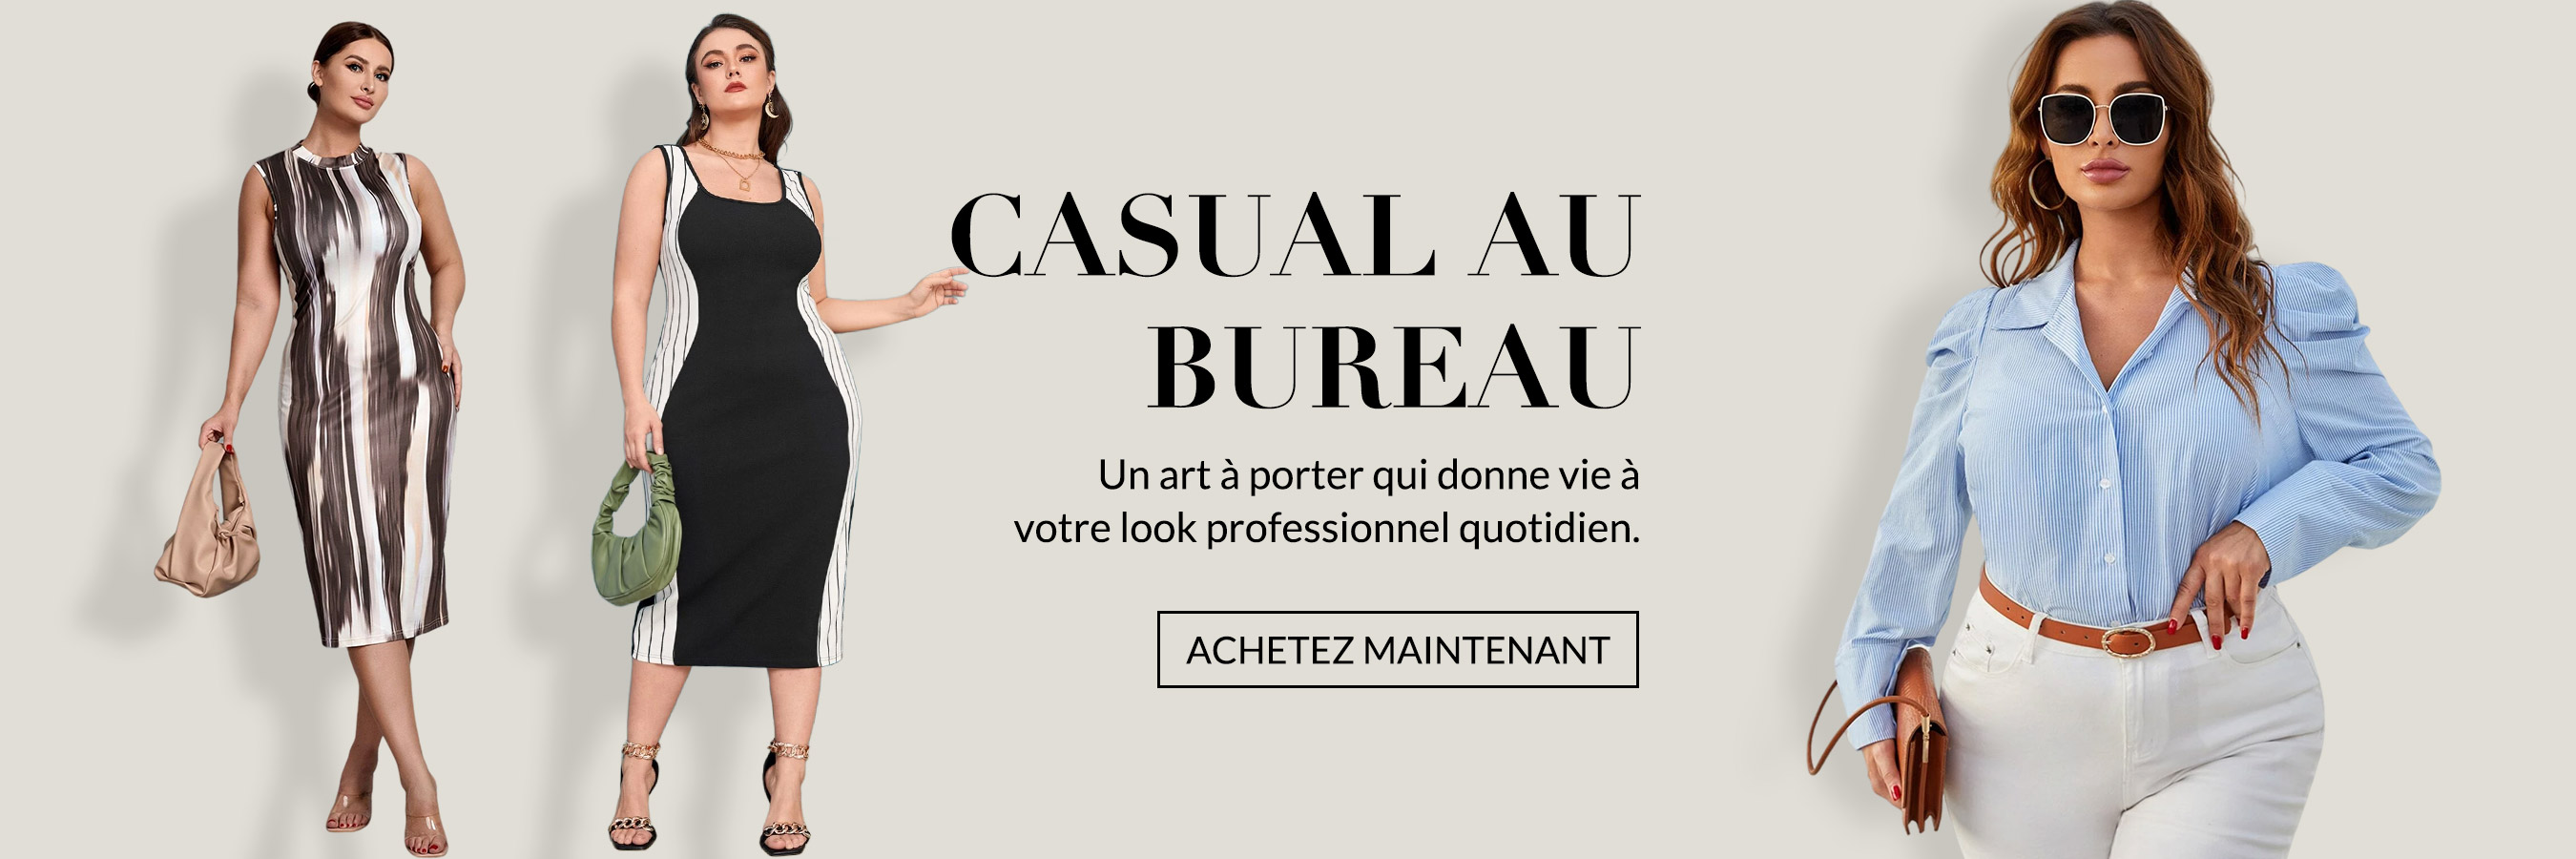 CASUAL AU
BUREAU
Un art à porter qui donne vie à
votre look professionnel quotidien.
ACHETEZ MAINTENANT